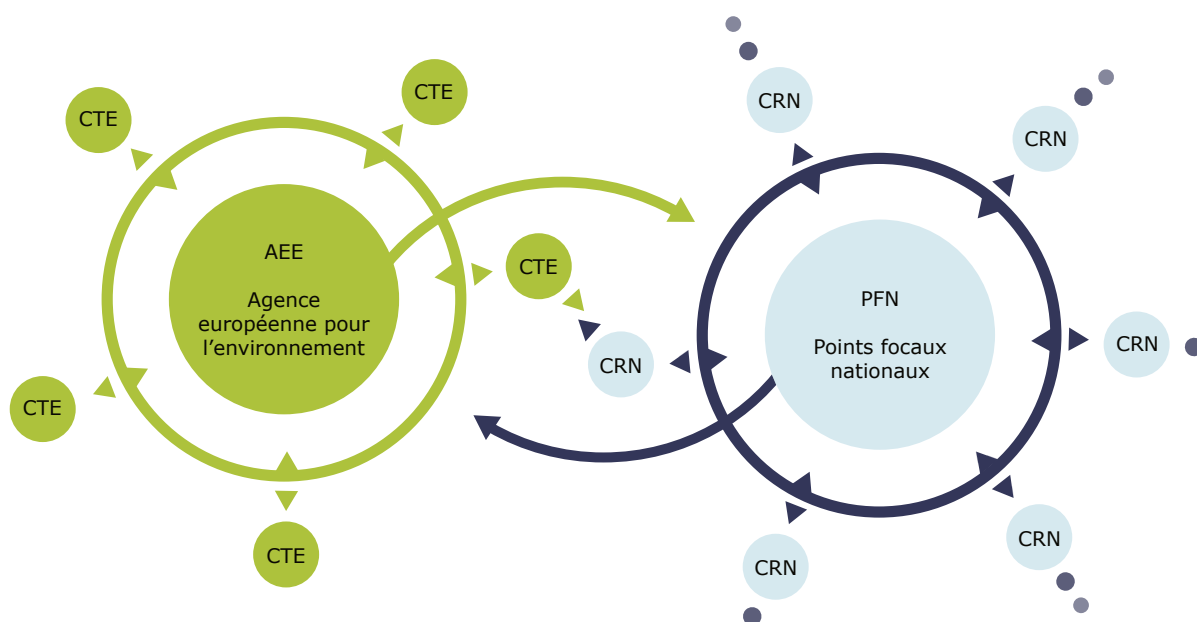 CTE
CTE
CTE
CTE
CTE
AEE
Agence
européenne pour
l’environnement
CRN
CRN
CRN
CRN
CRN
CRN
PFN
Points focaux
nationaux